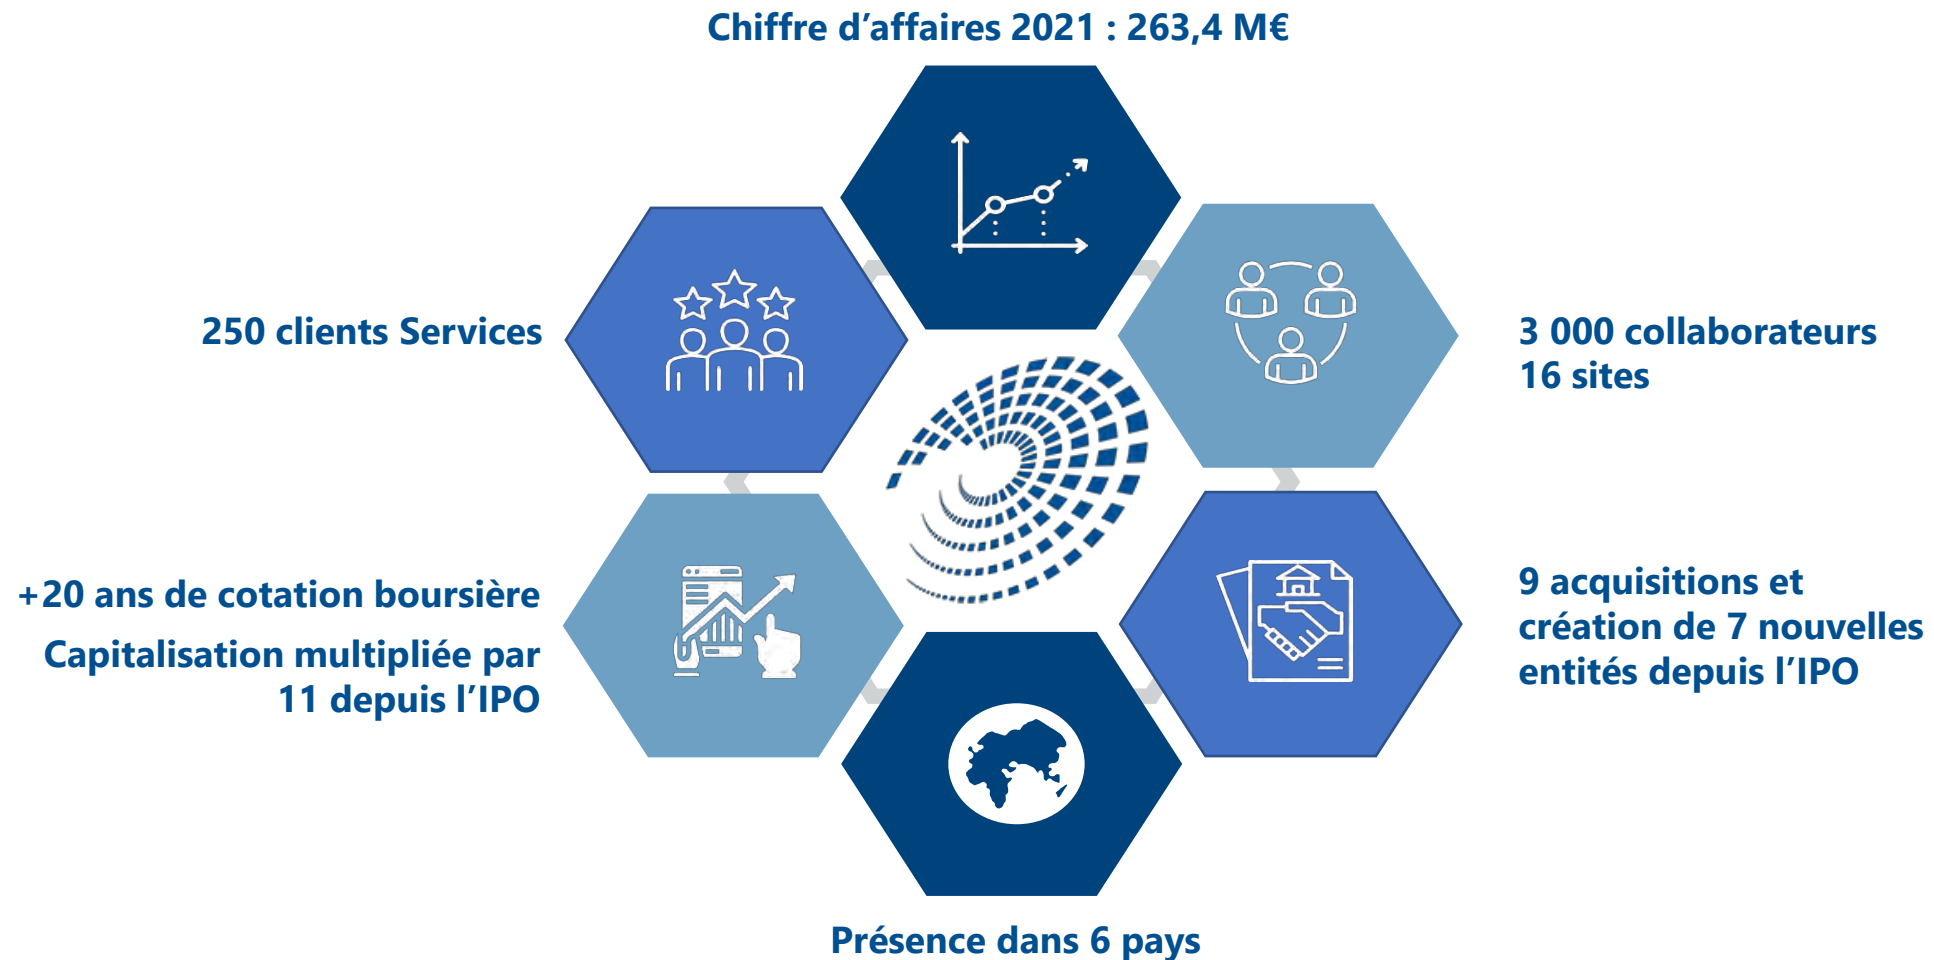 Chiffre d’affaires 2021 : 263,4 M€
250 clients Services
3 000 collaborateurs
16 sites
+20 ans de cotation boursière
Capitalisation multipliée par
11 depuis l’IPO
9 acquisitions et
création de 7 nouvelles
entités depuis l’IPO
Présence dans 6 pays